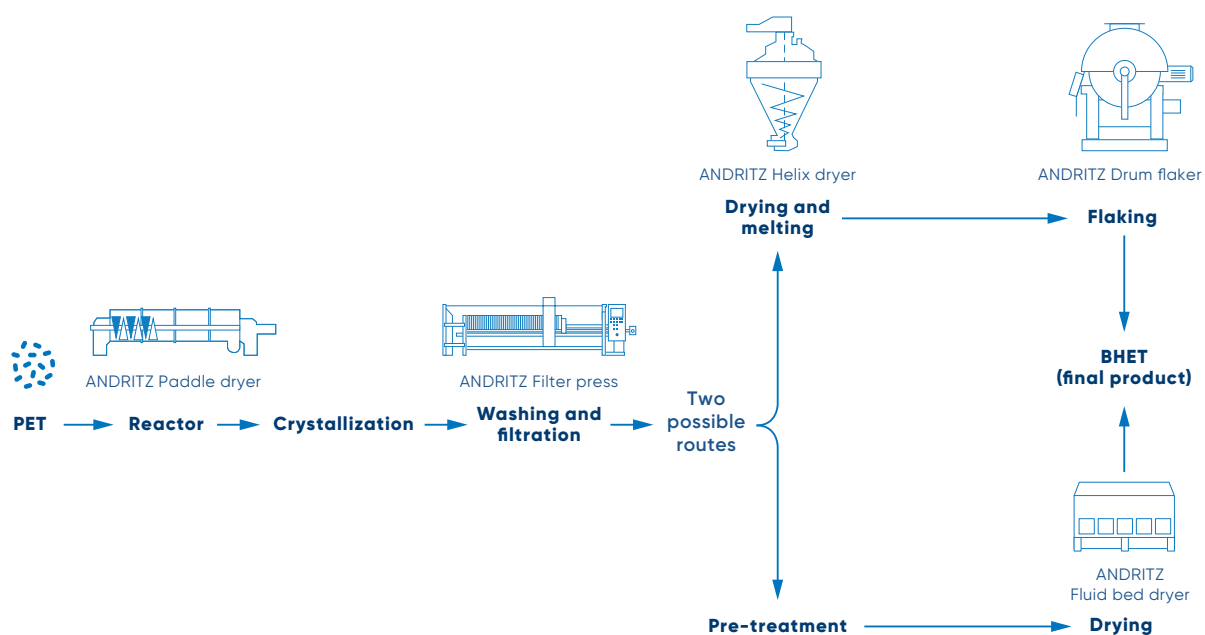 ANDRITZ Helix dryer
Drying and
melting
ANDRITZ Drum flaker
Flaking
ANDRITZ Paddle dryer
ANDRITZ Filter press
PET
Reactor
Crystallization
Washing and
filtration
Two
possible
routes
BHET
(final product)
ANDRITZ
Fluid bed dryer
Pre-treatment
Drying